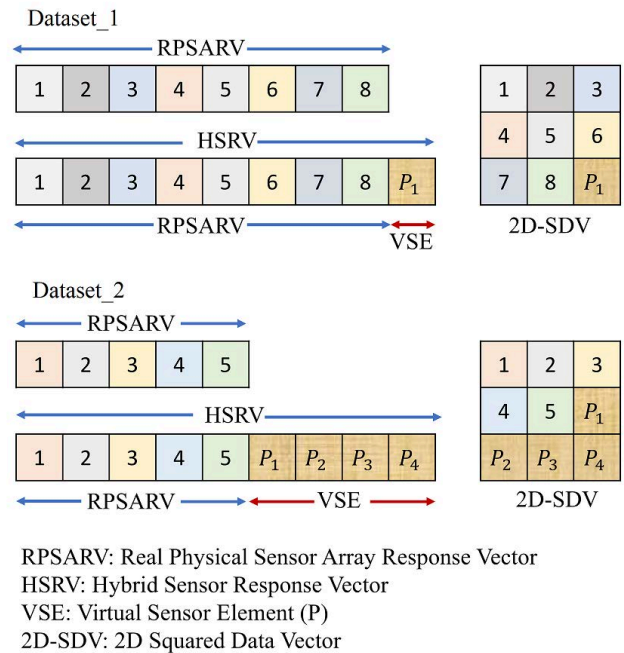 Dataset_1
RPSARV
1 2 3 4 5 6 7 8
HSRV
1 2 3 4 5 6 7 8 P₁
RPSARV
VSE
1 2 3
4 5 6
7 8 P₁
2D-SDV
Dataset_2
RPSARV
1 2 3 4 5
HSRV
1 2 3 4 5 P₁ P₂ P₃ P₄
RPSARV VSE
1 2 3
4 5 P₁
P₂ P₃ P₄
2D-SDV
RPSARV: Real Physical Sensor Array Response Vector
HSRV: Hybrid Sensor Response Vector
VSE: Virtual Sensor Element (P)
2D-SDV: 2D Squared Data Vector